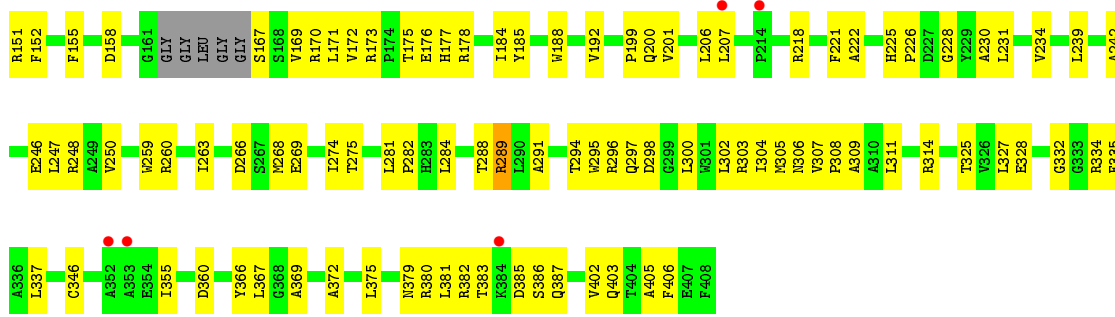 R151 F152 F155 D158 G161 GLY GLY LEU GLY GLY S167 S168 V169 R170 L171 V172 R173 P174 T175 E176 H177 R178 I184 Y185 W188 V192 P199 Q200 V201 L206 L207 P214 R218 F221 A222 H225 P226 D227 G228 Y229 A230 L231 V234 L239
E246 L247 R248 A249 V250 W259 R260 I263 D266 S267 M268 E269 I274 T275 L281 P282 H283 L284 T288 R289 L290 A291 T294 W295 R296 Q297 D298 G299 L300 W301 L302 R303 I304 M305 N306 V307 P308 A309 A310 L311 R314 T325 V326 L327 E328 G332 G333 R334
A336 L337 C346 A352 A353 E354 I355 D360 Y366 L367 G368 A369 A372 L375 N379 R380 L381 R382 T383 K384 D385 S386 Q387 V402 Q403 T404 A405 F406 E407 F408